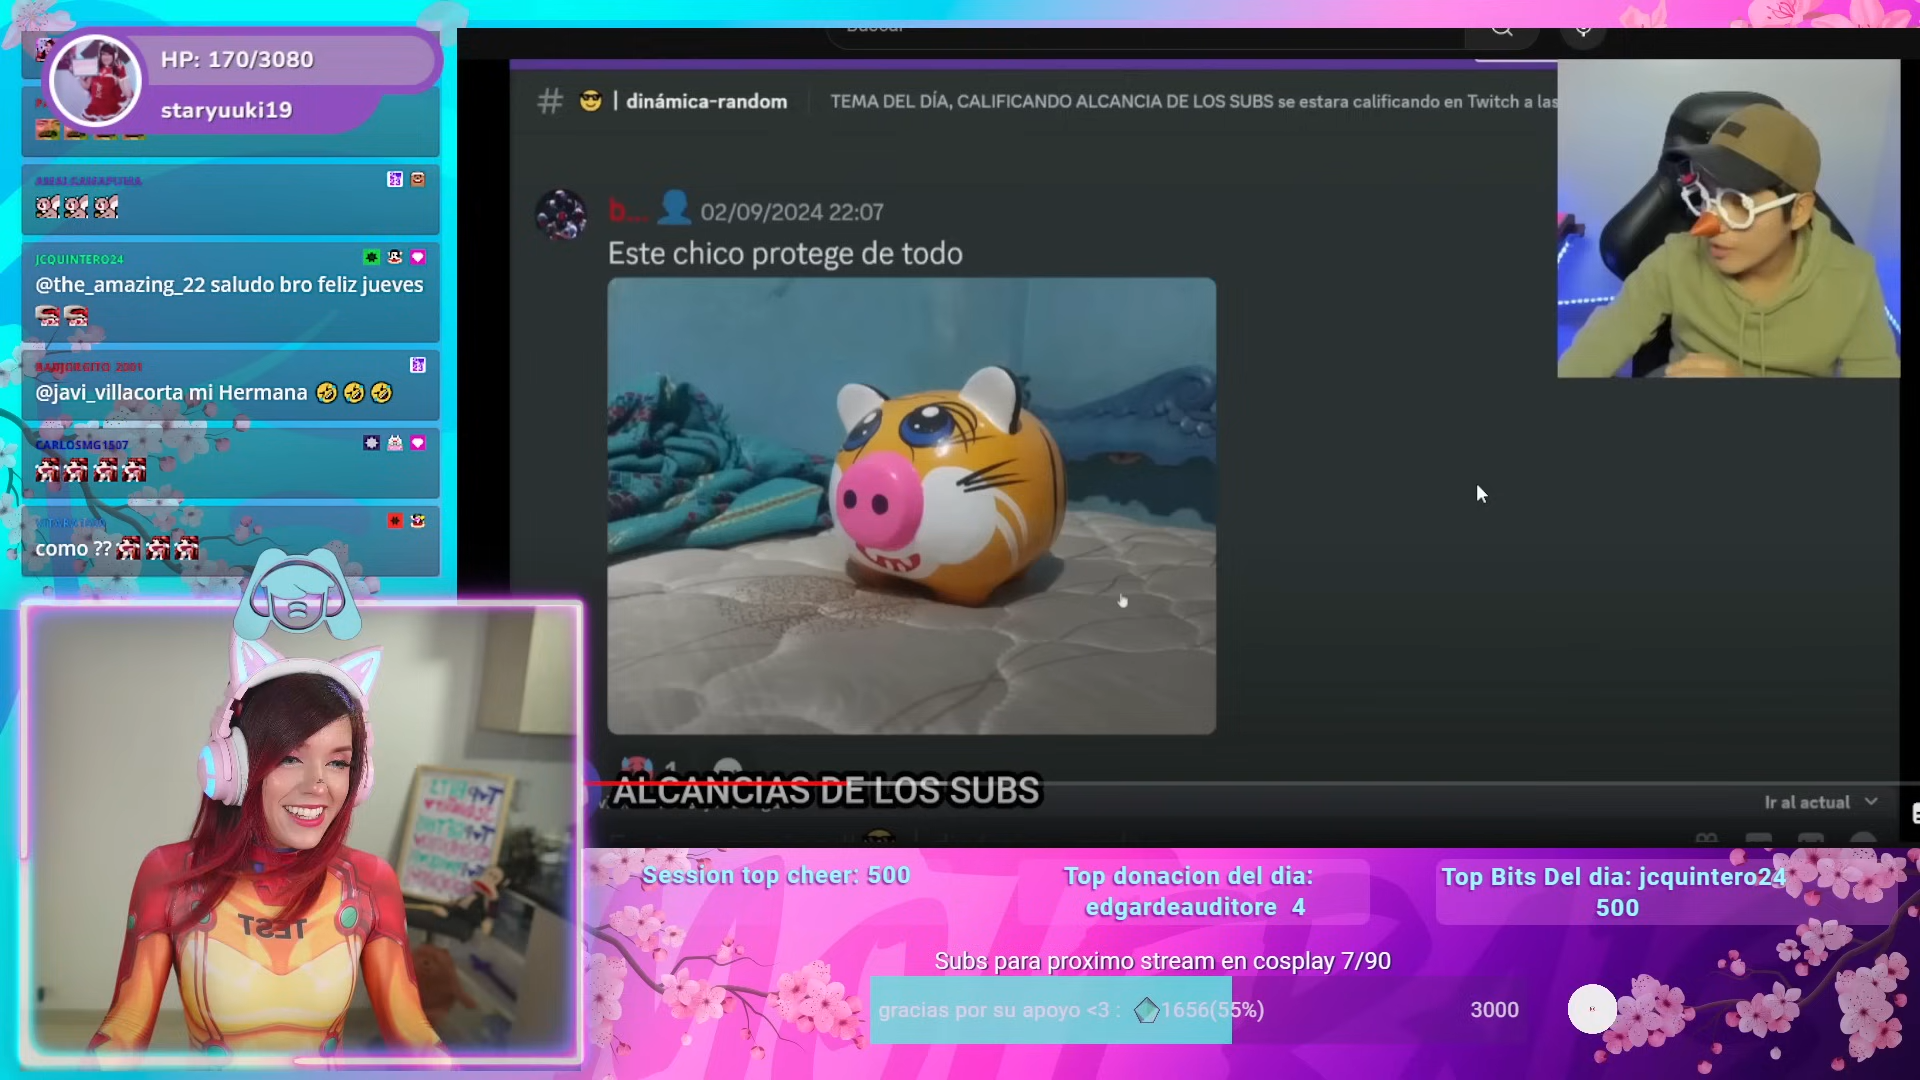 HP: 170/3080
staryuuki19
JCQUINTERO24
@the_amazing_22 saludo bro feliz jueves
@javi_villacorta mi Hermana
CARLOSMG1507
como ??
# | dinámica-random
TEMA DEL DÍA, CALIFICANDO ALCANCIA DE LOS SUBS se estara calificando en Twitch a las
02/09/2024 22:07
Este chico protege de todo
1
ALCANCIAS DE LOS SUBS
Ir al actual
TEST
Session top cheer: 500
Top donacion del dia:
edgardeauditore 4
Top Bits Del dia: jcquintero24
500
Subs para proximo stream en cosplay 7/90
gracias por su apoyo <3 : 1656(55%)
3000